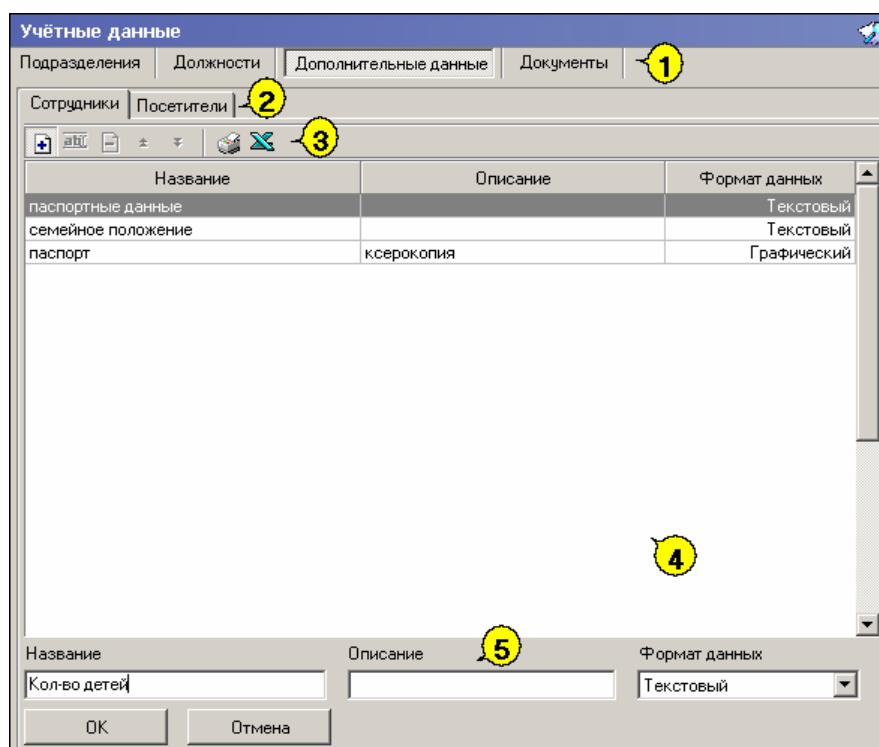 Учётные данные
Подразделения Должности Дополнительные данные Документы 1
Сотрудники Посетители 2
abc 3
Название Описание Формат данных
паспортные данные Текстовый
семейное положение Текстовый
паспорт ксерокопия Графический
4
Название Описание 5 Формат данных
Кол-во детей Текстовый
OK Отмена